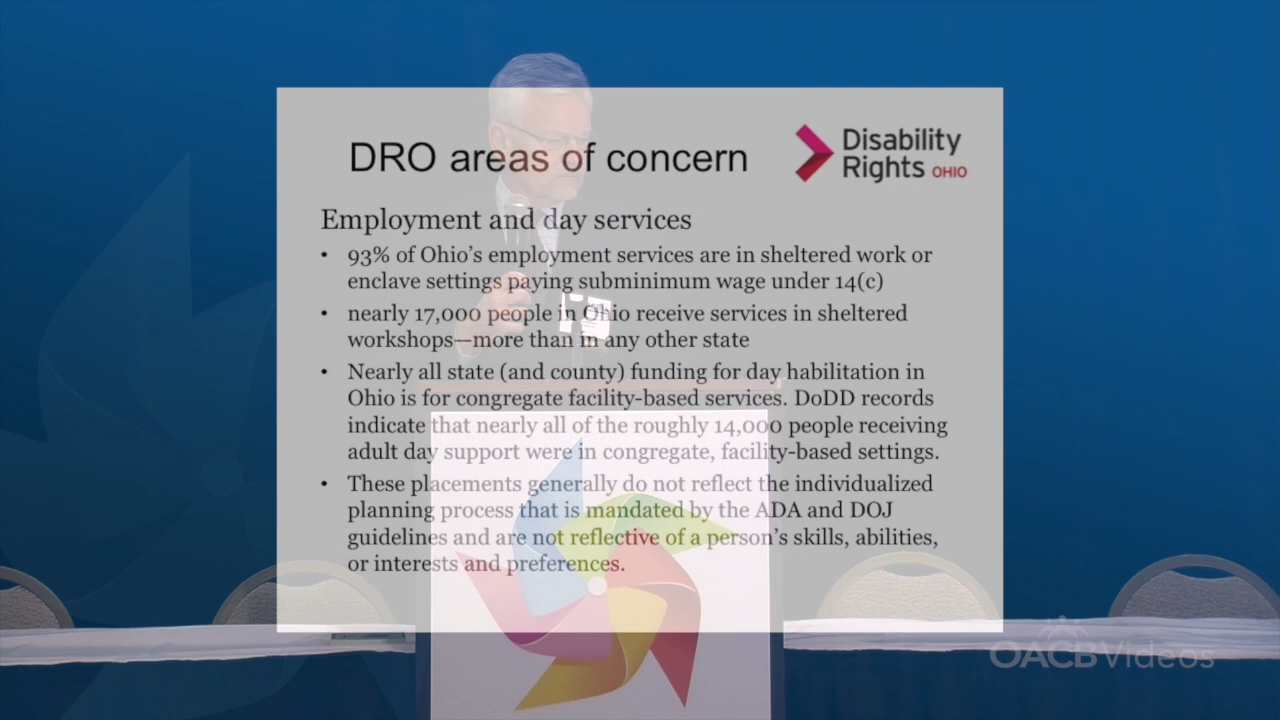 DRO areas of concern
Disability
Rights OHIO
Employment and day services
• 93% of Ohio’s employment services are in sheltered work or
enclave settings paying subminimum wage under 14(c)
• nearly 17,000 people in Ohio receive services in sheltered
workshops—more than in any other state
• Nearly all state (and county) funding for day habilitation in
Ohio is for congregate facility-based services. DoDD records
indicate that nearly all of the roughly 14,000 people receiving
adult day support were in congregate, facility-based settings.
• These placements generally do not reflect the individualized
planning process that is mandated by the ADA and DOJ
guidelines and are not reflective of a person’s skills, abilities,
or interests and preferences.
OACBVideos